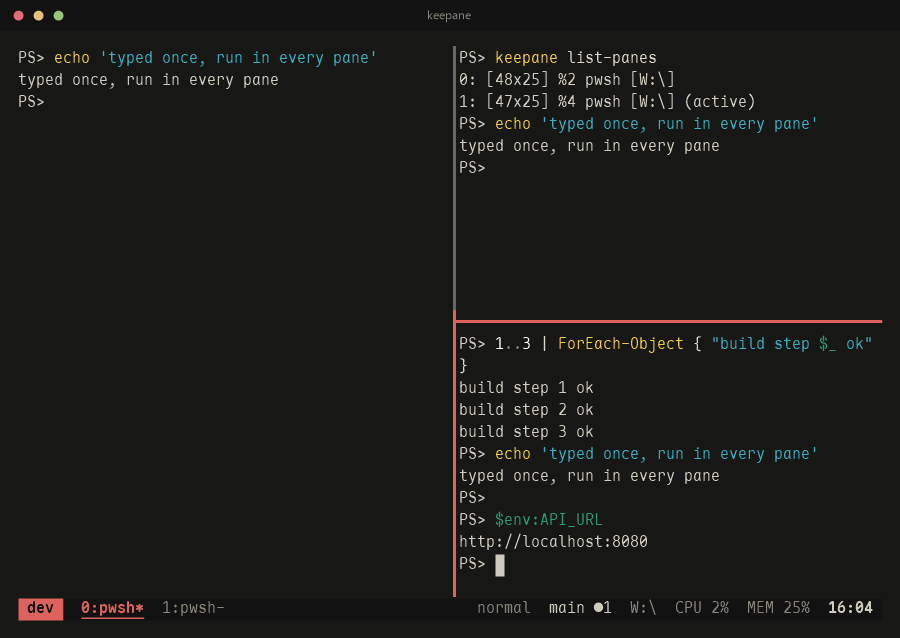 keepane
PS> echo 'typed once, run in every pane'
typed once, run in every pane
PS>
PS> keepane list-panes
0: [48x25] %2 pwsh [W:\]
1: [47x25] %4 pwsh [W:\] (active)
PS> echo 'typed once, run in every pane'
typed once, run in every pane
PS>
PS> 1..3 | ForEach-Object { "build step $_ ok"
}
build step 1 ok
build step 2 ok
build step 3 ok
PS> echo 'typed once, run in every pane'
typed once, run in every pane
PS>
PS> $env:API_URL
http://localhost:8080
PS>
dev 0:pwsh* 1:pwsh- normal main ●1 W:\ CPU 2% MEM 25% 16:04